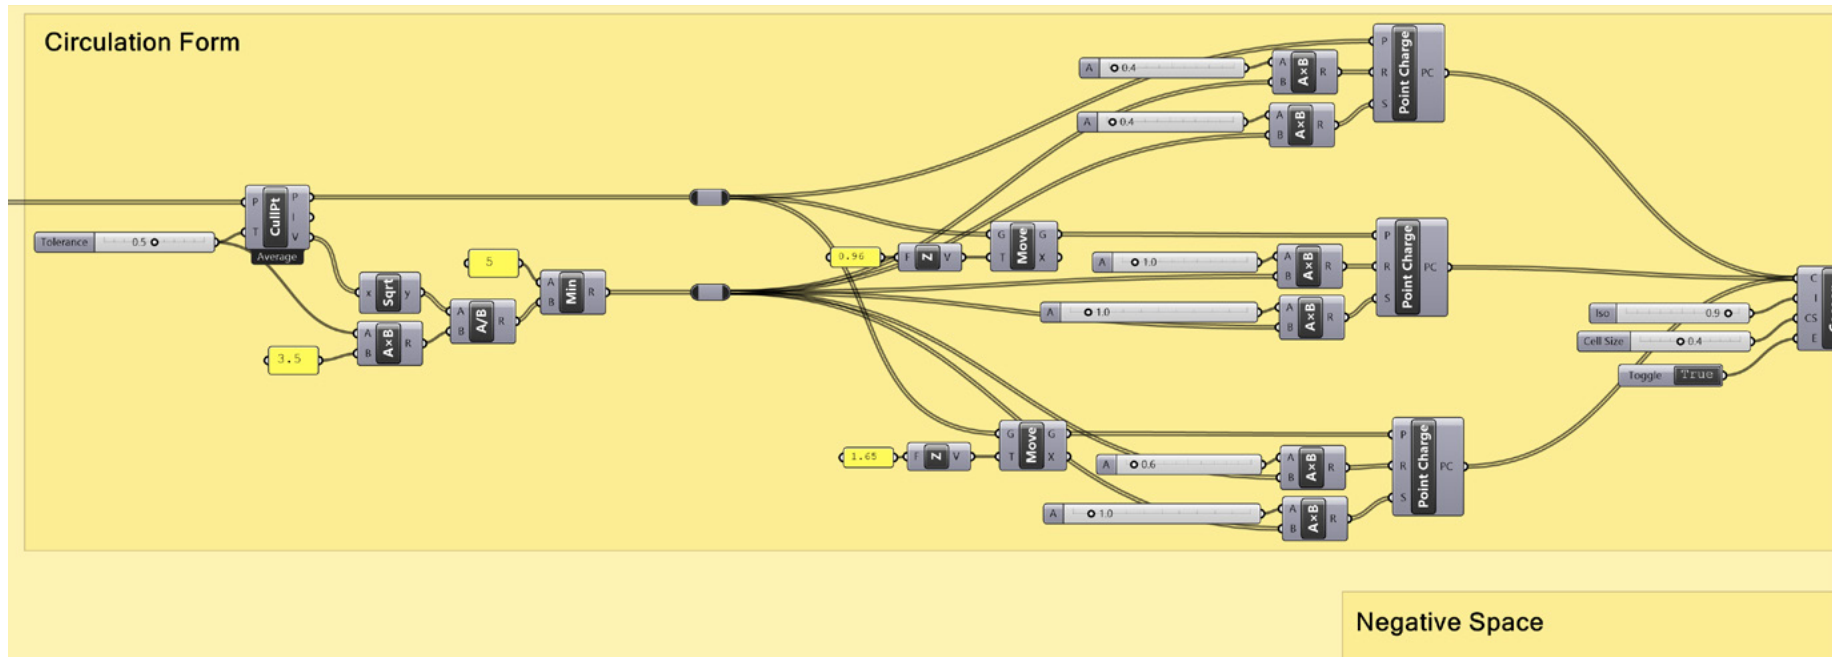 Circulation Form
A 0.4
A B A×B R
P R S Point Charge PC
A 0.4
A B A×B R
P T CullPt P I V
Average
Tolerance 0.5
0.96
F Z V
G T Move G X
5
x Sqrt y
A B Min R
A B A/B R
3.5
A B A×B R
A 1.0
A B A×B R
P R S Point Charge PC
A 1.0
A B A×B R
C I CS E
Iso 0.9
Cell Size 0.4
Toggle True
1.65
F Z V
G T Move G X
A 0.6
A B A×B R
P R S Point Charge PC
A 1.0
A B A×B R
Negative Space